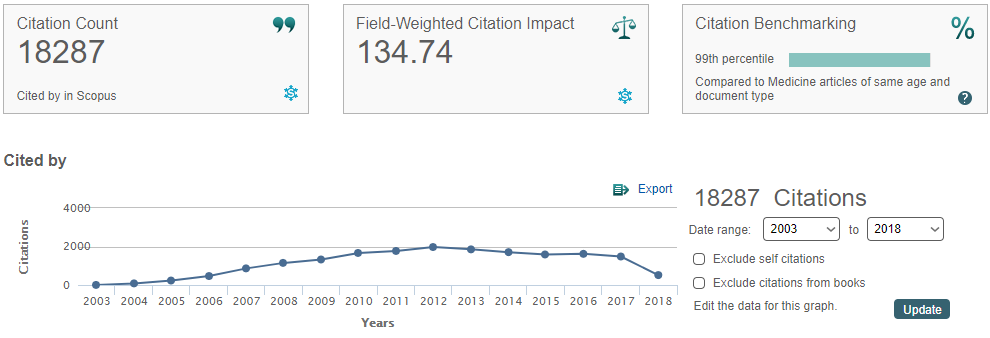 Citation Count
18287
Cited by in Scopus
Field-Weighted Citation Impact
134.74
Citation Benchmarking
%
99th percentile
Compared to Medicine articles of same age and
document type
?
Cited by
Export
4000
2000
0
Citations
2003 2004 2005 2006 2007 2008 2009 2010 2011 2012 2013 2014 2015 2016 2017 2018
Years
18287 Citations
Date range: 2003 to 2018
Exclude self citations
Exclude citations from books
Edit the data for this graph.
Update